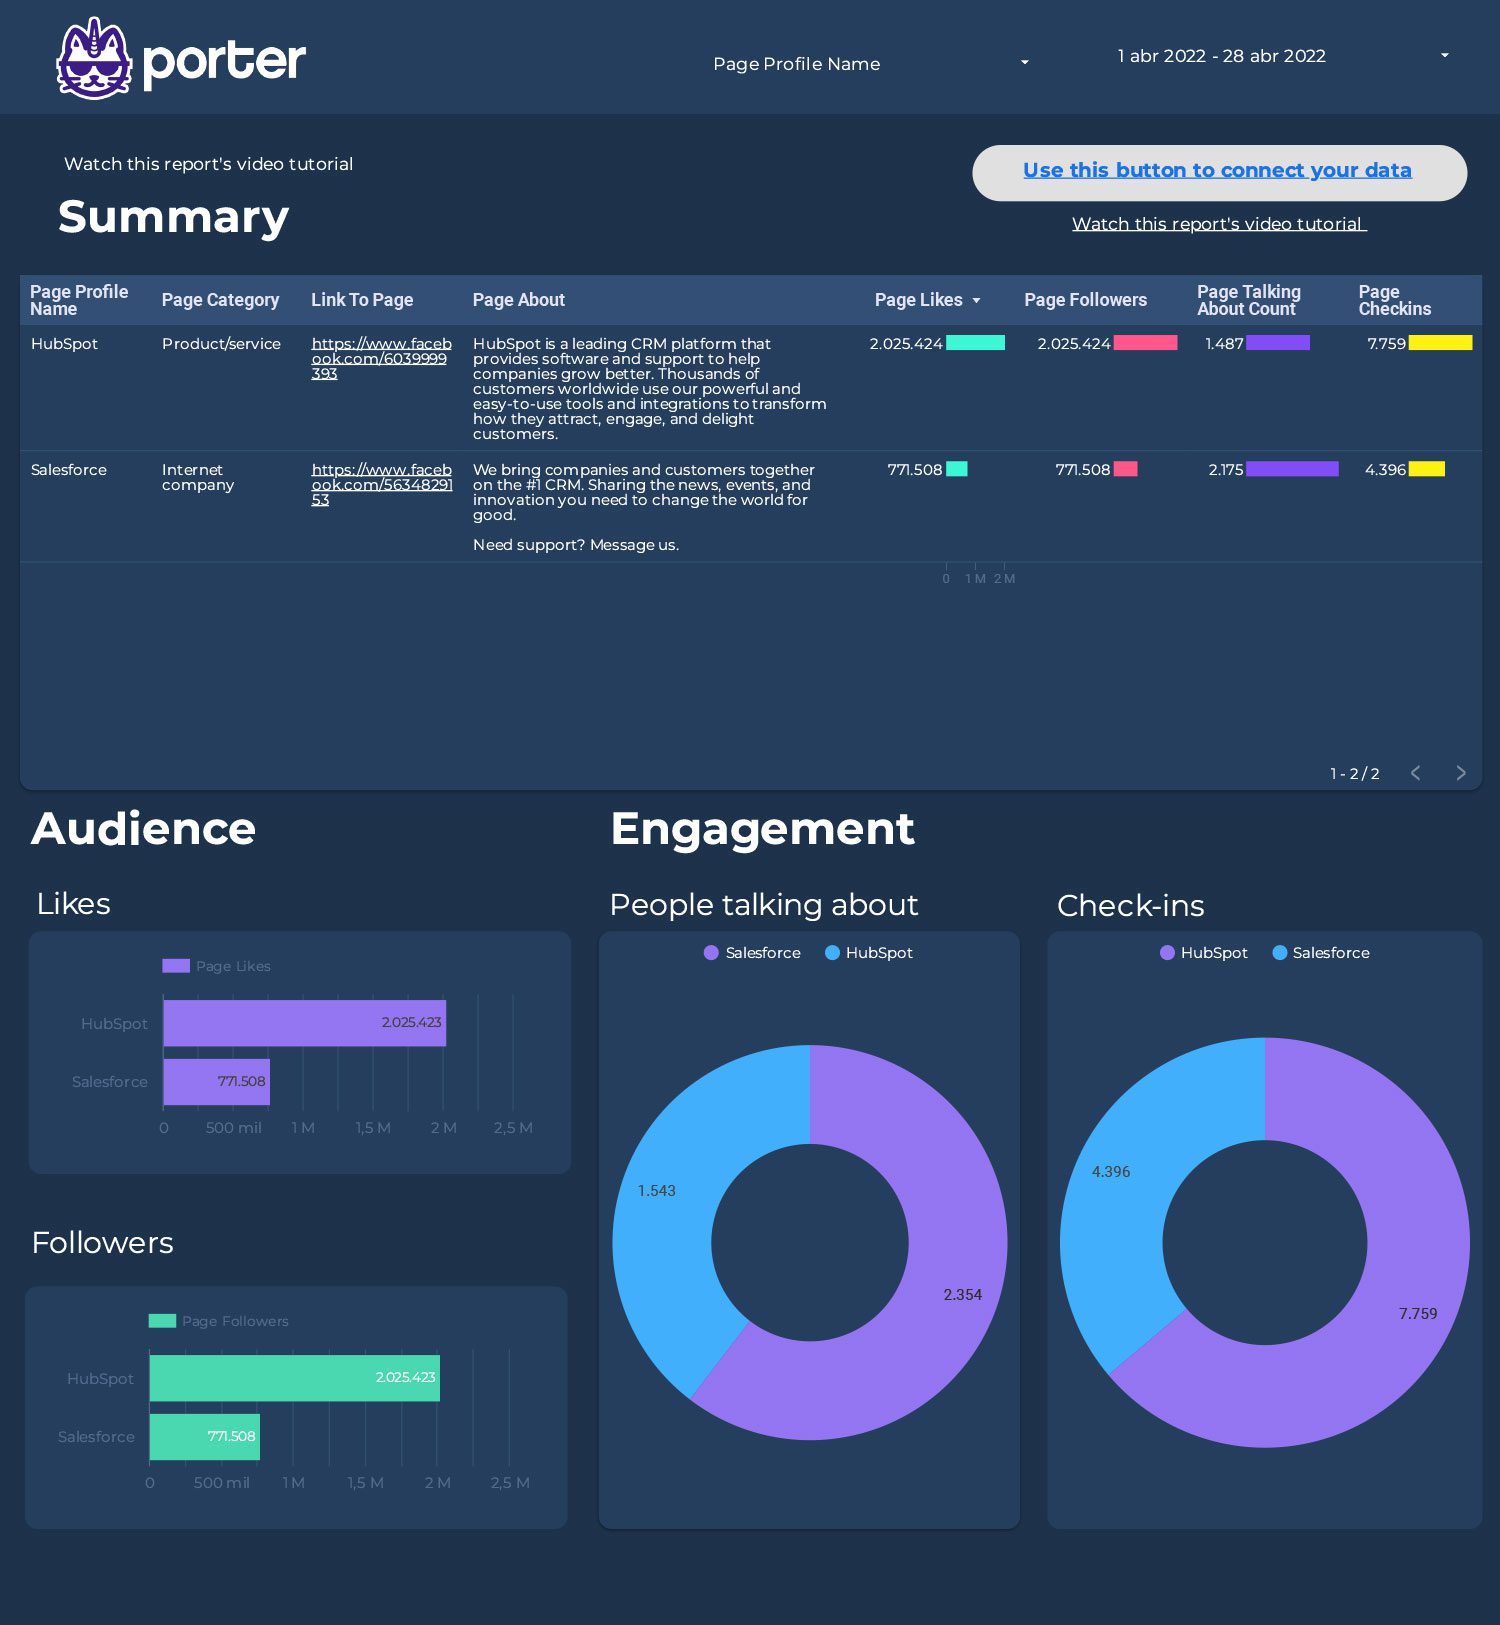 porter
Page Profile Name
1 abr 2022 - 28 abr 2022
Watch this report's video tutorial
Use this button to connect your data
Summary
Watch this report's video tutorial
Page Profile
Name
Page Category
Link To Page
Page About
Page Likes
Page Followers
Page Talking
About Count
Page
Checkins
HubSpot
Product/service
https://www.faceb
ook.com/6039999
393
HubSpot is a leading CRM platform that
provides software and support to help
companies grow better. Thousands of
customers worldwide use our powerful and
easy-to-use tools and integrations to transform
how they attract, engage, and delight
customers.
2.025.424
2.025.424
1.487
7.759
Salesforce
Internet
company
https://www.faceb
ook.com/56348291
53
We bring companies and customers together
on the #1 CRM. Sharing the news, events, and
innovation you need to change the world for
good.
Need support? Message us.
771.508
771.508
2.175
4.396
0 1 M 2 M
1 - 2 / 2
Audience
Likes
Page Likes
HubSpot
2.025.423
Salesforce
771.508
0 500 mil 1 M 1,5 M 2 M 2,5 M
Followers
Page Followers
HubSpot
2.025.423
Salesforce
771.508
0 500 mil 1 M 1,5 M 2 M 2,5 M
Engagement
People talking about
Salesforce HubSpot
1.543
2.354
Check-ins
HubSpot Salesforce
4.396
7.759